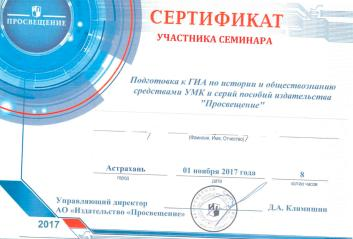 ПРОСВЕЩЕНИЕ
СЕРТИФИКАТ
УЧАСТНИКА СЕМИНАРА
Подготовка к ГИА по истории и обществознанию
средствами УМК и серий пособий издательства
"Просвещение"
(Фамилия, Имя, Отчество)
Астрахань 01 ноября 2017 года 8
город дата кол-во часов
Управляющий директор
АО «Издательство «Просвещение» Д.А. Климишин
2017